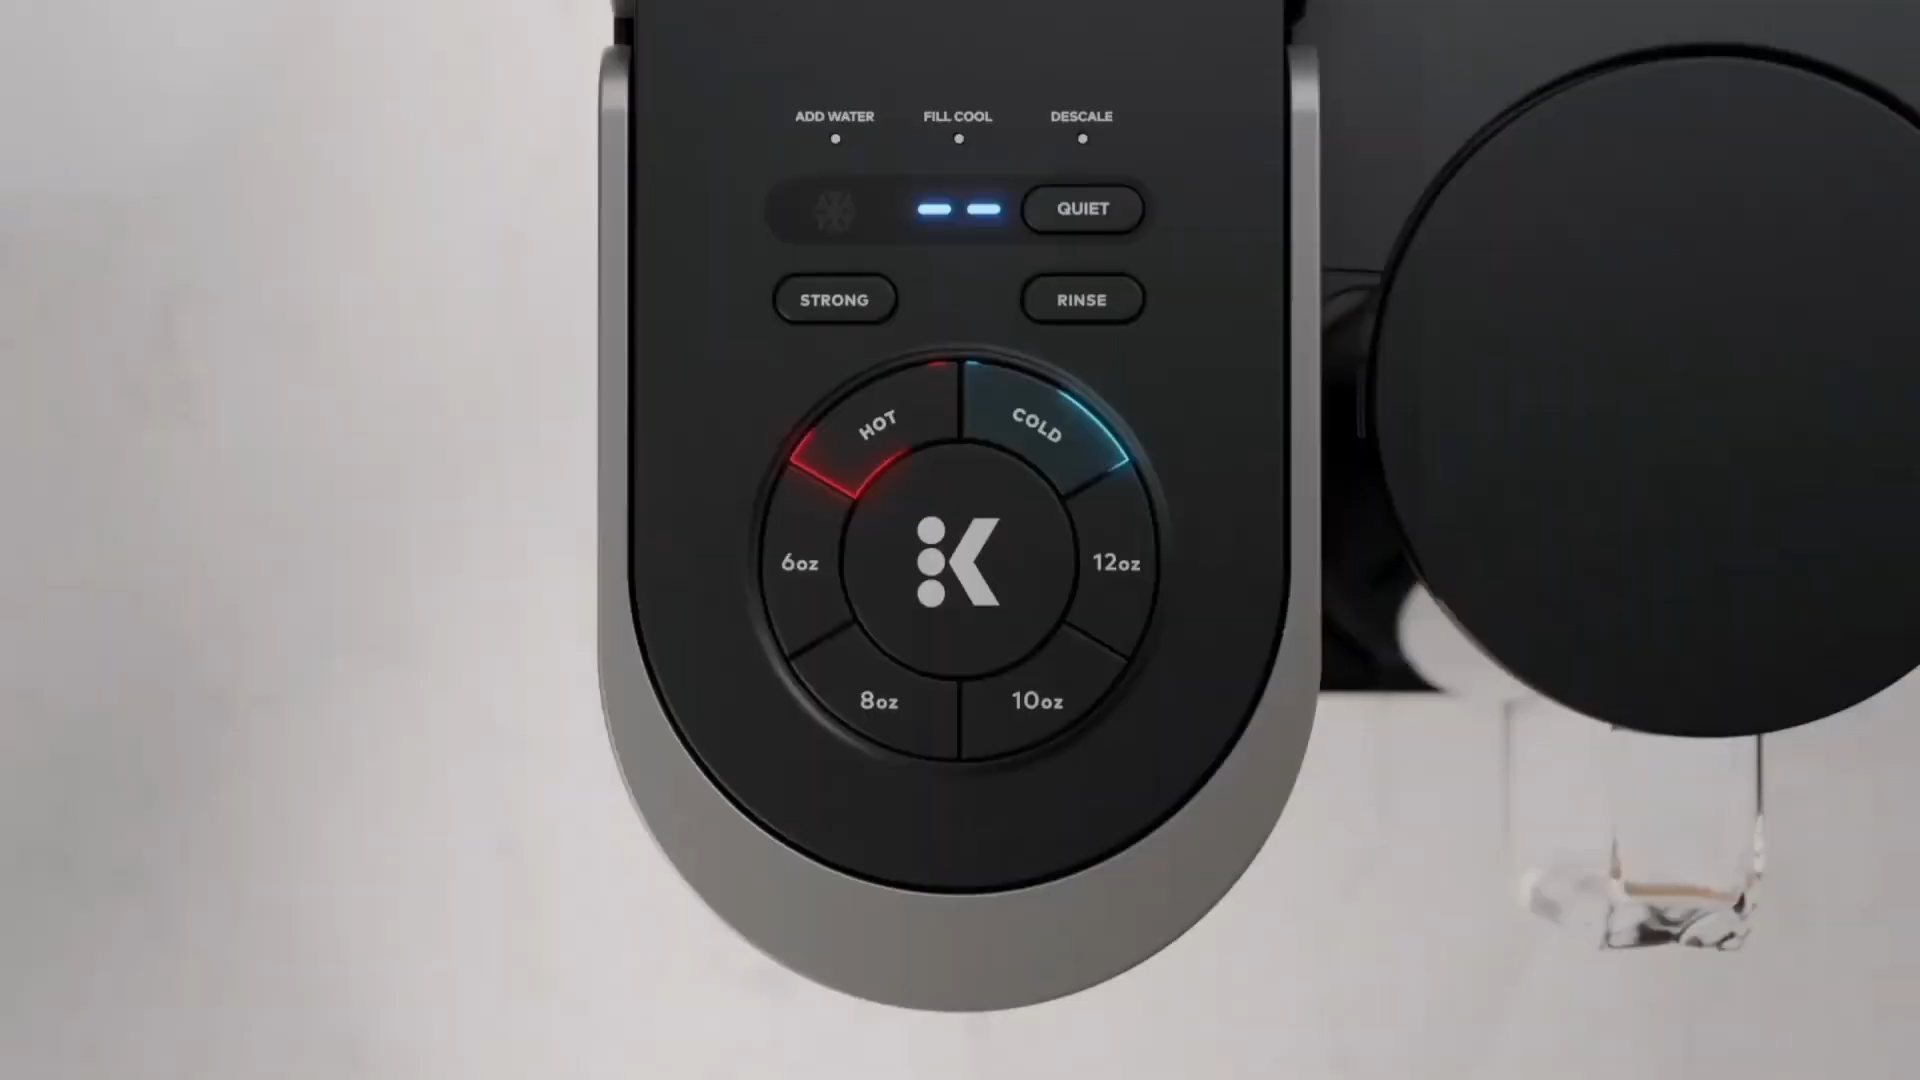 ADD WATER
FILL COOL
DESCALE
QUIET
STRONG
RINSE
HOT
COLD
6oz
K
12oz
8oz
10oz